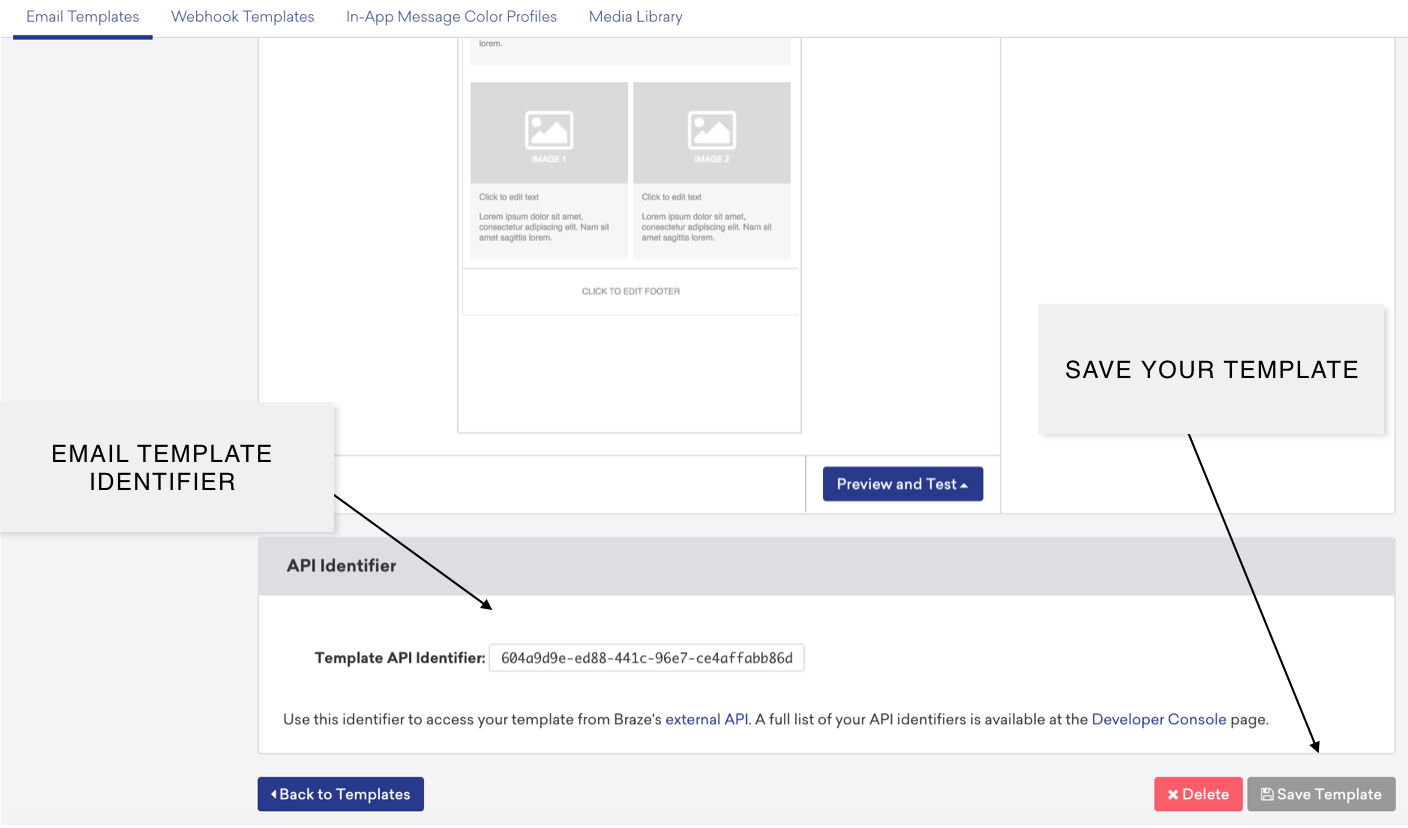 Email Templates Webhook Templates In-App Message Color Profiles Media Library
lorem.
IMAGE 1
IMAGE 2
Click to edit text
Lorem ipsum dolor sit amet,
consectetur adipiscing elit. Nam sit
amet sagittis lorem.
Click to edit text
Lorem ipsum dolor sit amet,
consectetur adipiscing elit. Nam sit
amet sagittis lorem.
CLICK TO EDIT FOOTER
SAVE YOUR TEMPLATE
EMAIL TEMPLATE
IDENTIFIER
Preview and Test
API Identifier
Template API Identifier: 604a9d9e-ed88-441c-96e7-ce4affabb86d
Use this identifier to access your template from Braze's external API. A full list of your API identifiers is available at the Developer Console page.
Back to Templates
Delete
Save Template